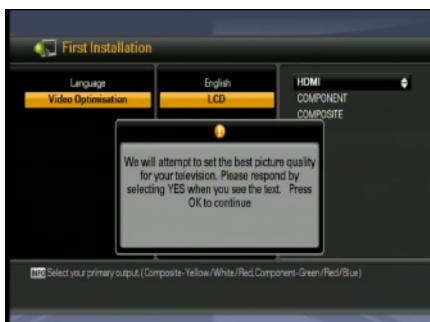 First Installation
Language English HDMI
Video Optimisation LCD COMPONENT
COMPOSITE
We will attempt to set the best picture quality
for your television. Please respond by
selecting YES when you see the text. Press
OK to continue
INFO Select your primary output.(Composite-Yellow/White/Red,Component-Green/Red/Blue)